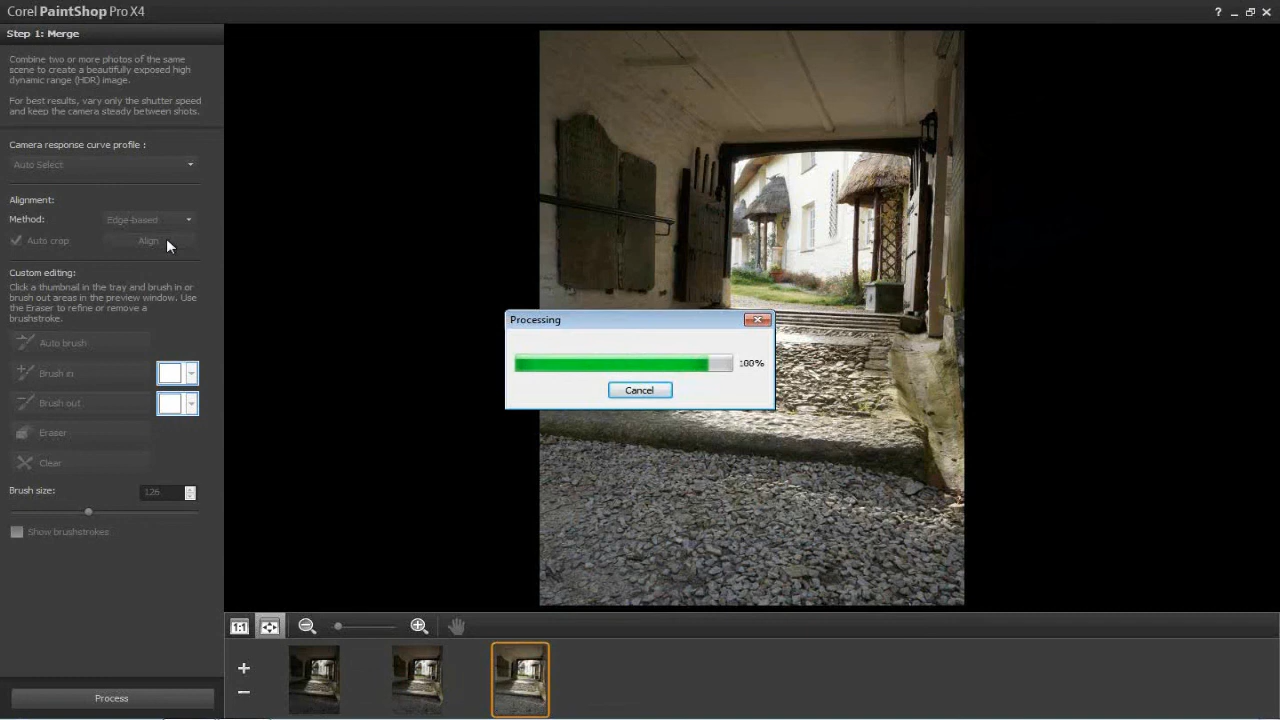 Corel PaintShop Pro X4
Step 1: Merge
Combine two or more photos of the same
scene to create a beautifully exposed high
dynamic range (HDR) image.
For best results, vary only the shutter speed
and keep the camera steady between shots.
Camera response curve profile :
Auto Select
Alignment:
Method:
Edge-based
Auto crop
Align
Custom editing:
Click a thumbnail in the tray and brush in or
brush out areas in the preview window. Use
the Eraser to refine or remove a
brushstroke.
Auto brush
Brush in
Brush out
Eraser
Clear
Brush size:
126
Show brushstrokes
Process
Processing
100%
Cancel
1:1